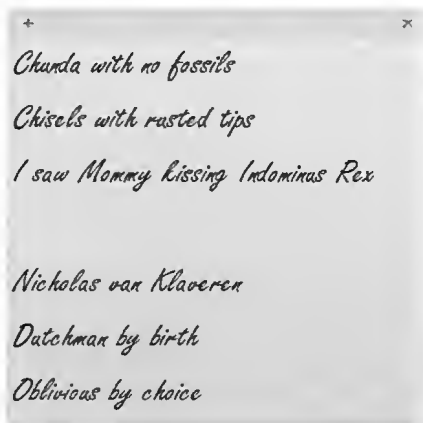 Chunda with no fossils
Chisels with rusted tips
I saw Mommy kissing Indominus Rex
Nicholas van Klaveren
Dutchman by birth
Oblivious by choice